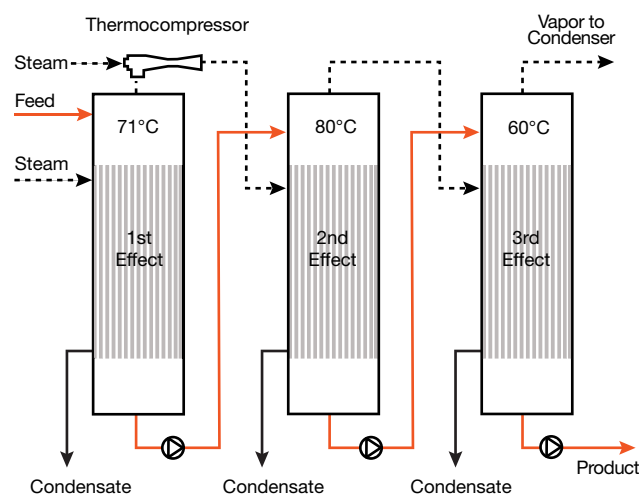 Thermocompressor
Vapor to
Condenser
Steam
Feed
71°C
80°C
60°C
Steam
1st
Effect
2nd
Effect
3rd
Effect
Product
Condensate
Condensate
Condensate